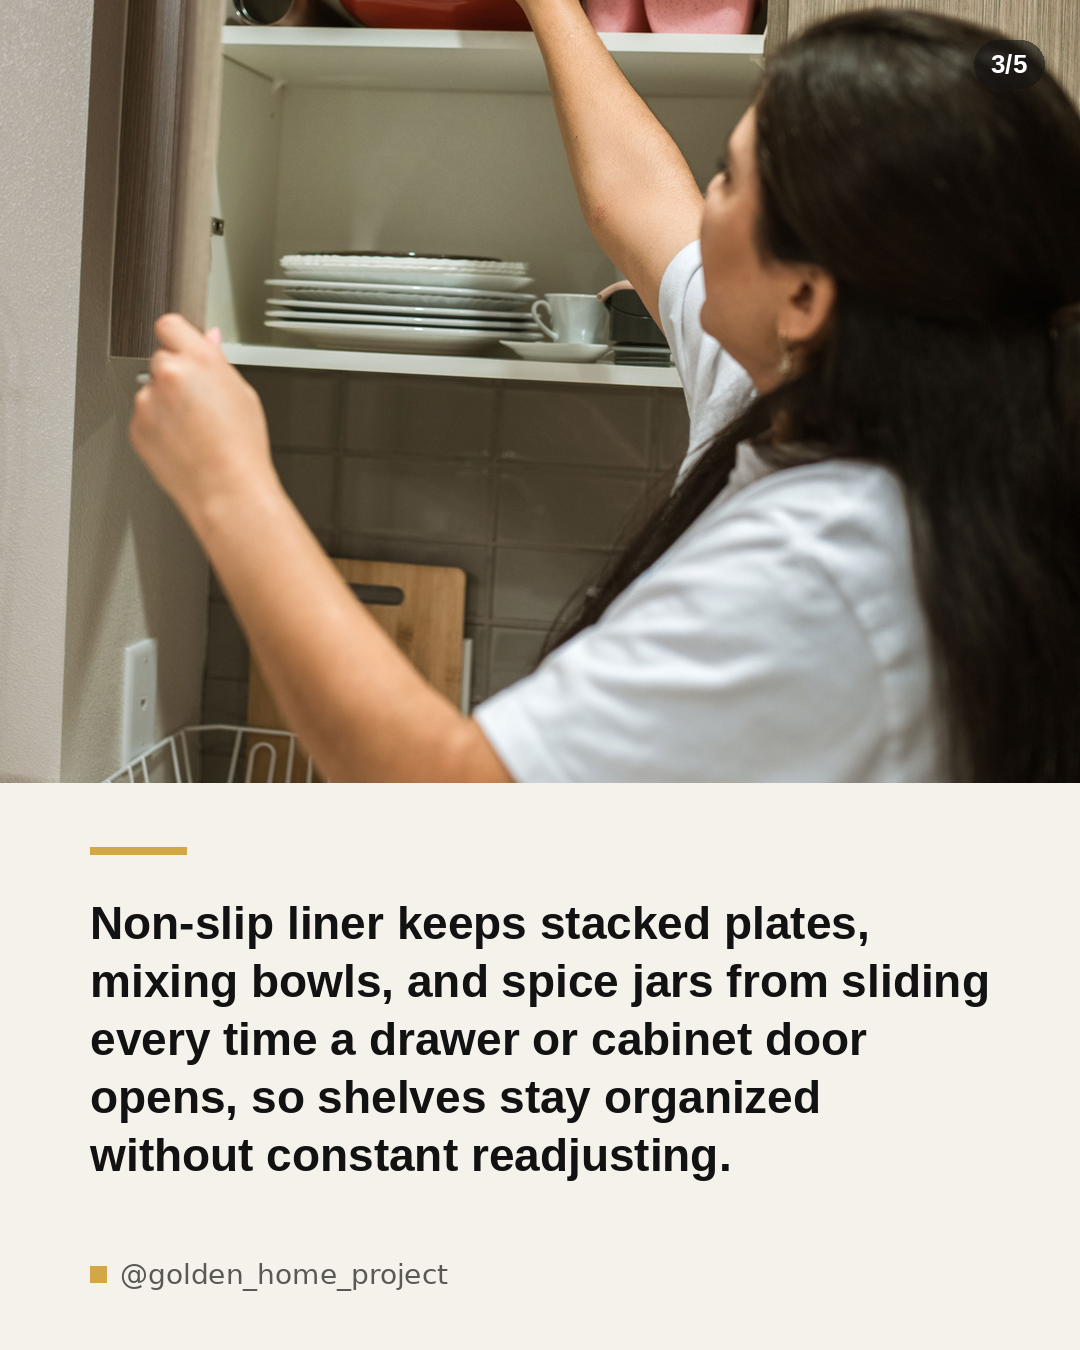 3/5
Non-slip liner keeps stacked plates,
mixing bowls, and spice jars from sliding
every time a drawer or cabinet door
opens, so shelves stay organized
without constant readjusting.
@golden_home_project